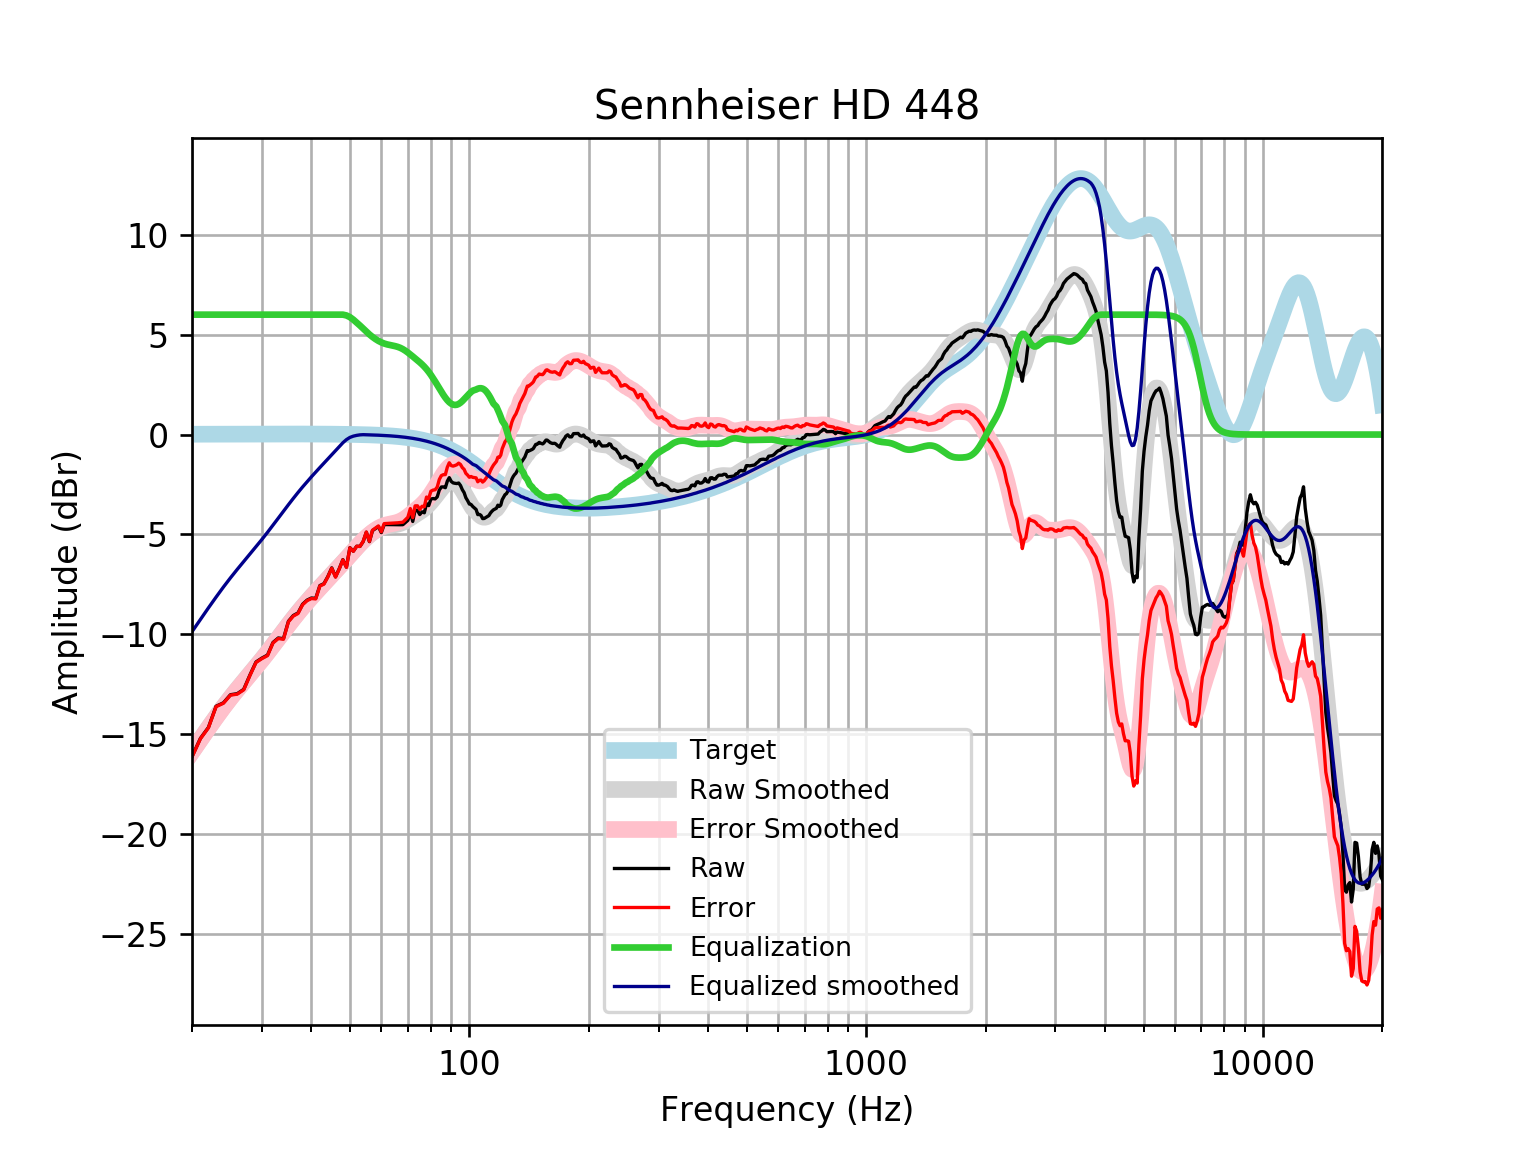 Sennheiser HD 448
Amplitude (dBr)
10
5
0
−5
−10
−15
−20
−25
Target
Raw Smoothed
Error Smoothed
Raw
Error
Equalization
Equalized smoothed
100
1000
10000
Frequency (Hz)